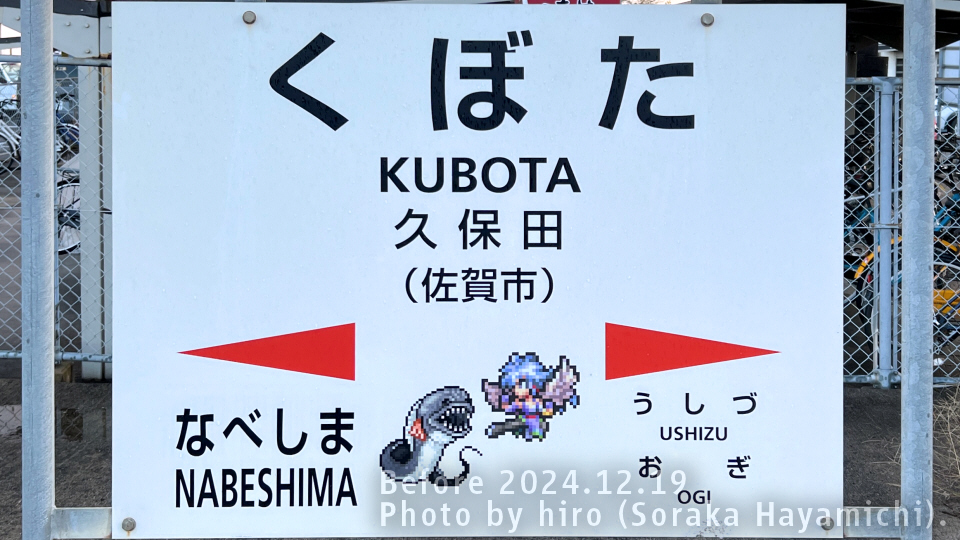 くぼた
KUBOTA
久保田
（佐賀市）
なべしま
NABESHIMA
うしづ
USHIZU
おぎ
OGI
Before 2024.12.19
Photo by hiro (Soraka Hayamichi).